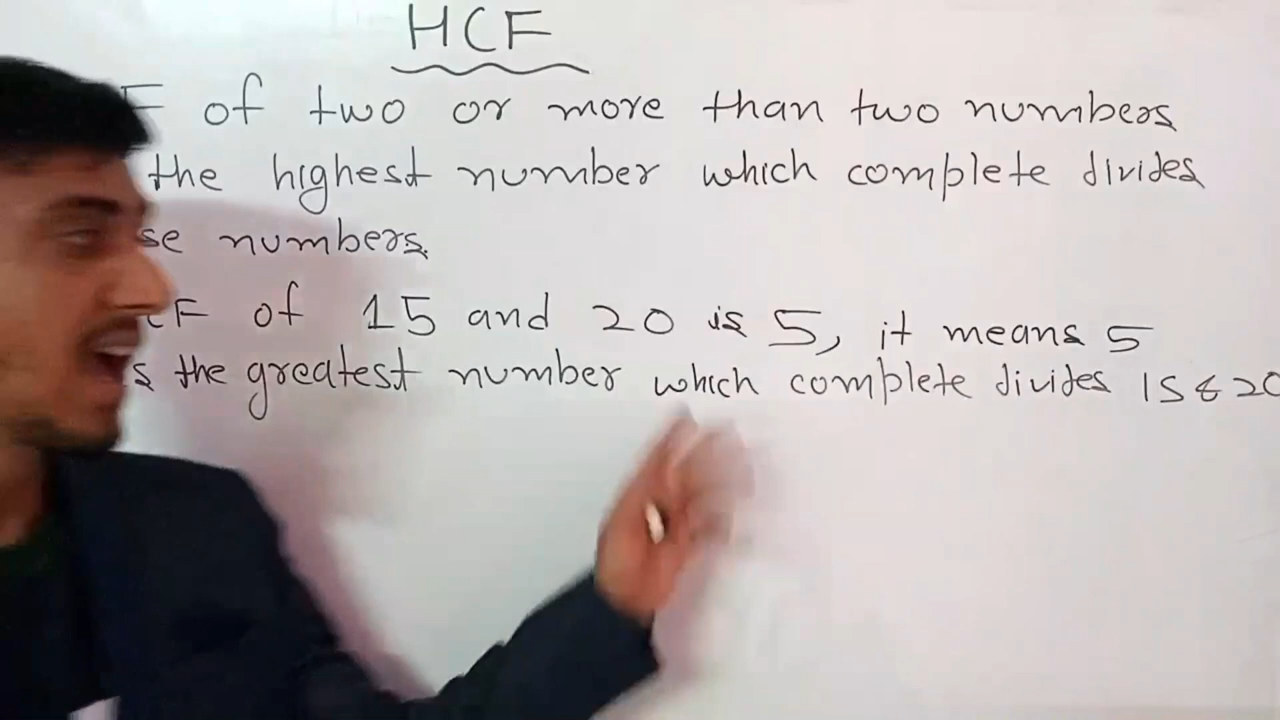 HCF
F of two or more than two numbers
the highest number which complete divides
se numbers.
CF of 15 and 20 is 5, it means 5
s the greatest number which complete divides 15 & 20